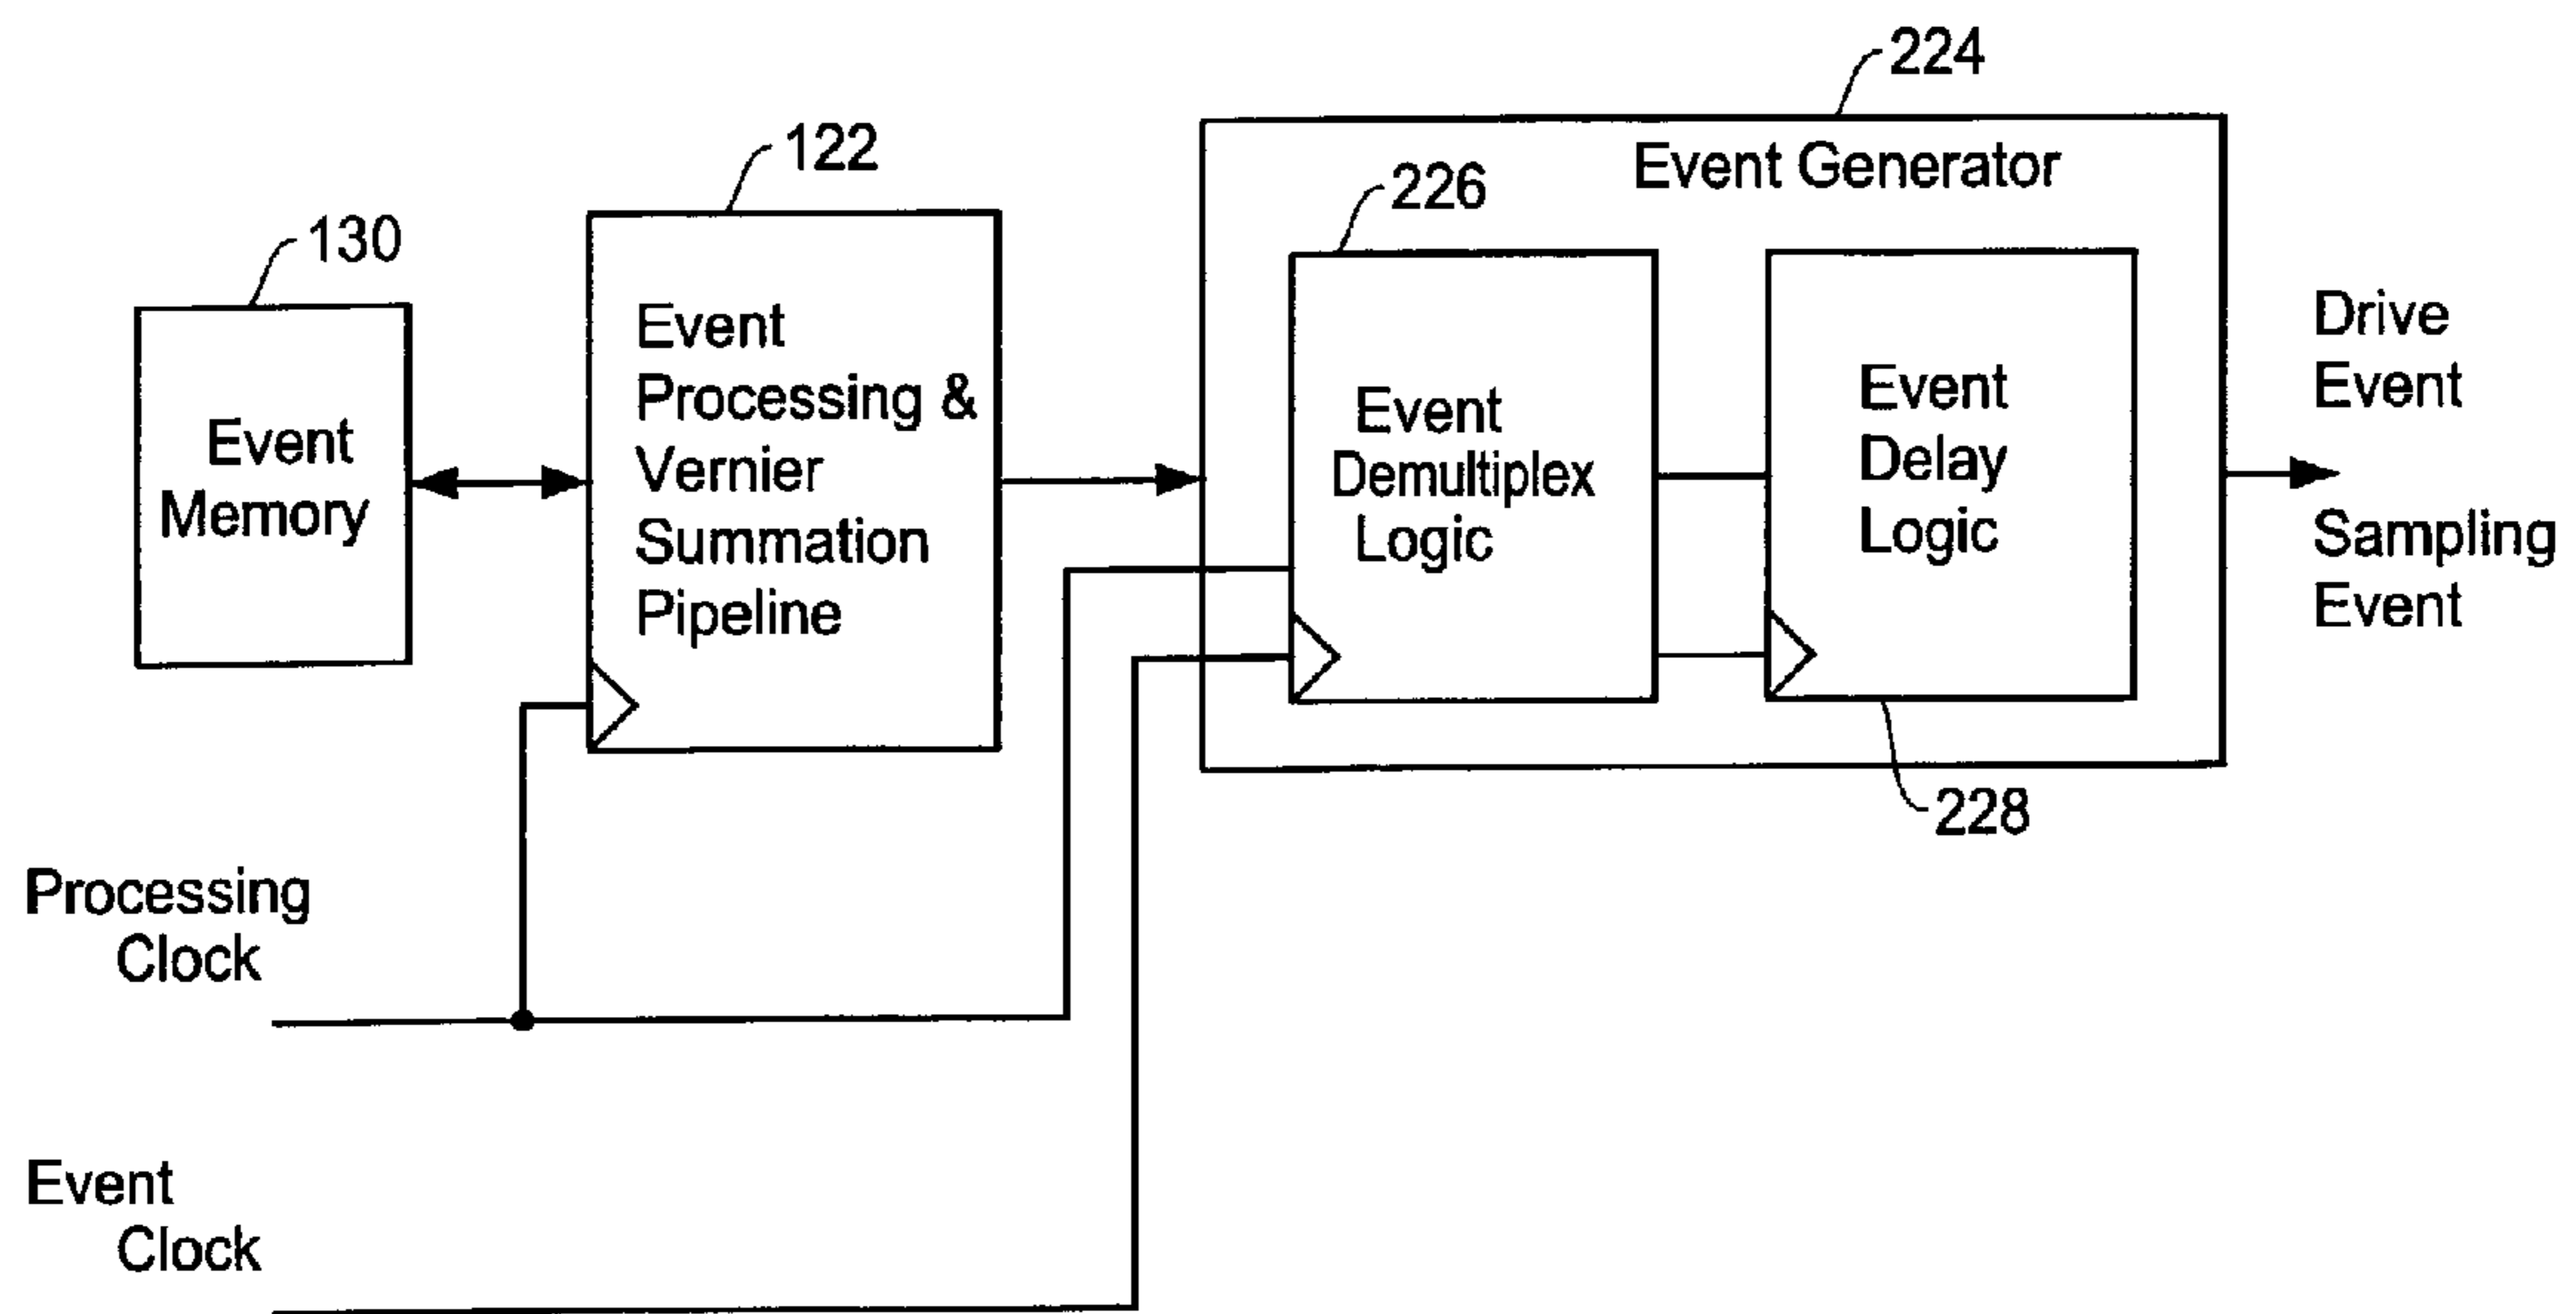 224
Event Generator
122
226
130
Event
Processing &
Vernier
Summation
Pipeline
Event
Memory
Event
Demultiplex
Logic
Event
Delay
Logic
Drive
Event
Sampling
Event
228
Processing
Clock
Event
Clock